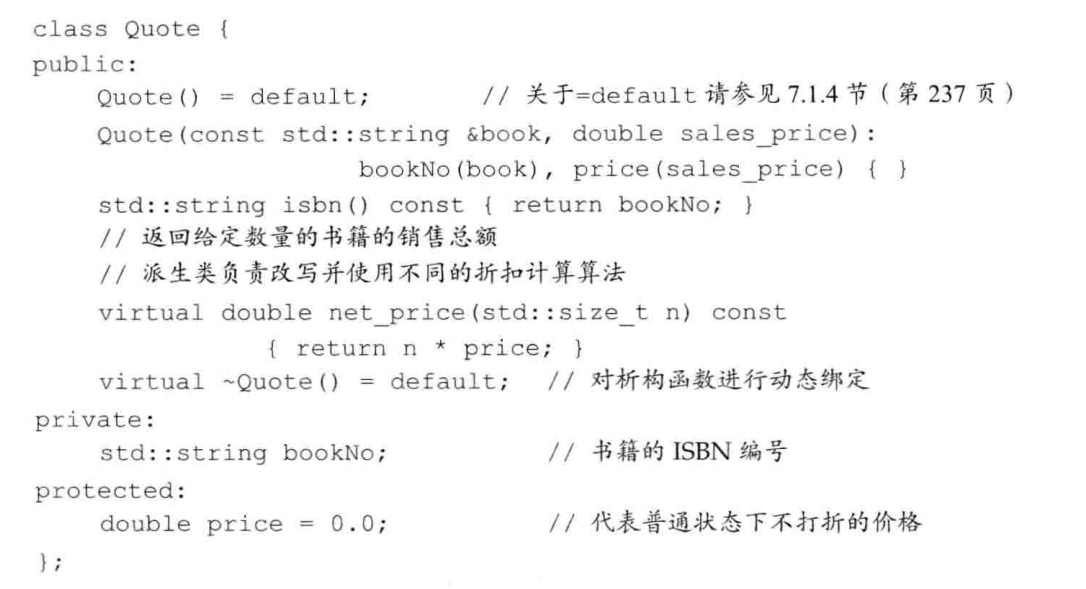 class Quote {
public:
    Quote() = default;        // 关于=default 请参见 7.1.4 节（第 237 页）
    Quote(const std::string &book, double sales_price):
                     bookNo(book), price(sales_price) { }
    std::string isbn() const { return bookNo; }
    // 返回给定数量的书籍的销售总额
    // 派生类负责改写并使用不同的折扣计算算法
    virtual double net_price(std::size_t n) const
               { return n * price; }
    virtual ~Quote() = default;   // 对析构函数进行动态绑定
private:
    std::string bookNo;           // 书籍的 ISBN 编号
protected:
    double price = 0.0;           // 代表普通状态下不打折的价格
};